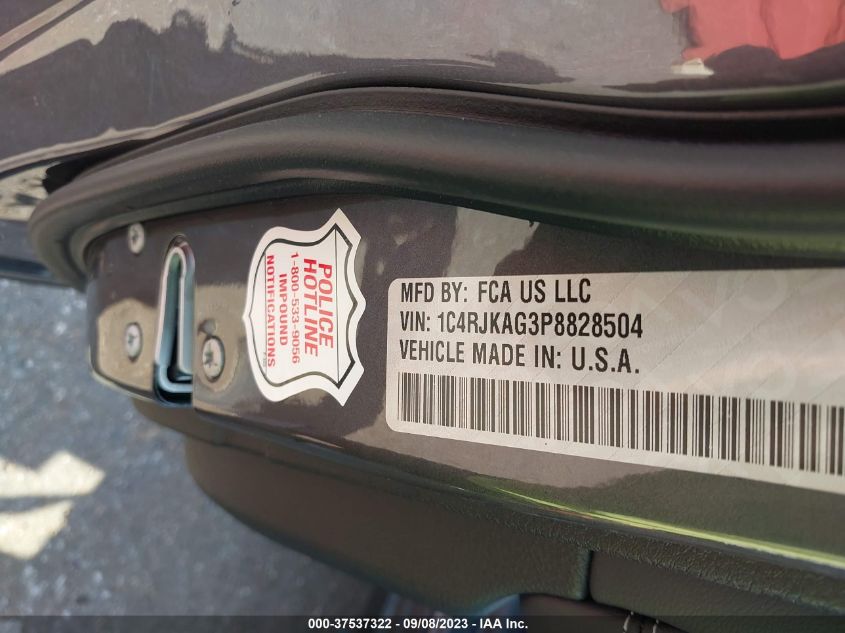 POLICE
HOTLINE
1-800-533-9056
IMPOUND
NOTIFICATIONS
MFD BY: FCA US LLC
VIN: 1C4RJKAG3P8828504
VEHICLE MADE IN: U.S.A.
000-37537322 - 09/08/2023 - IAA Inc.